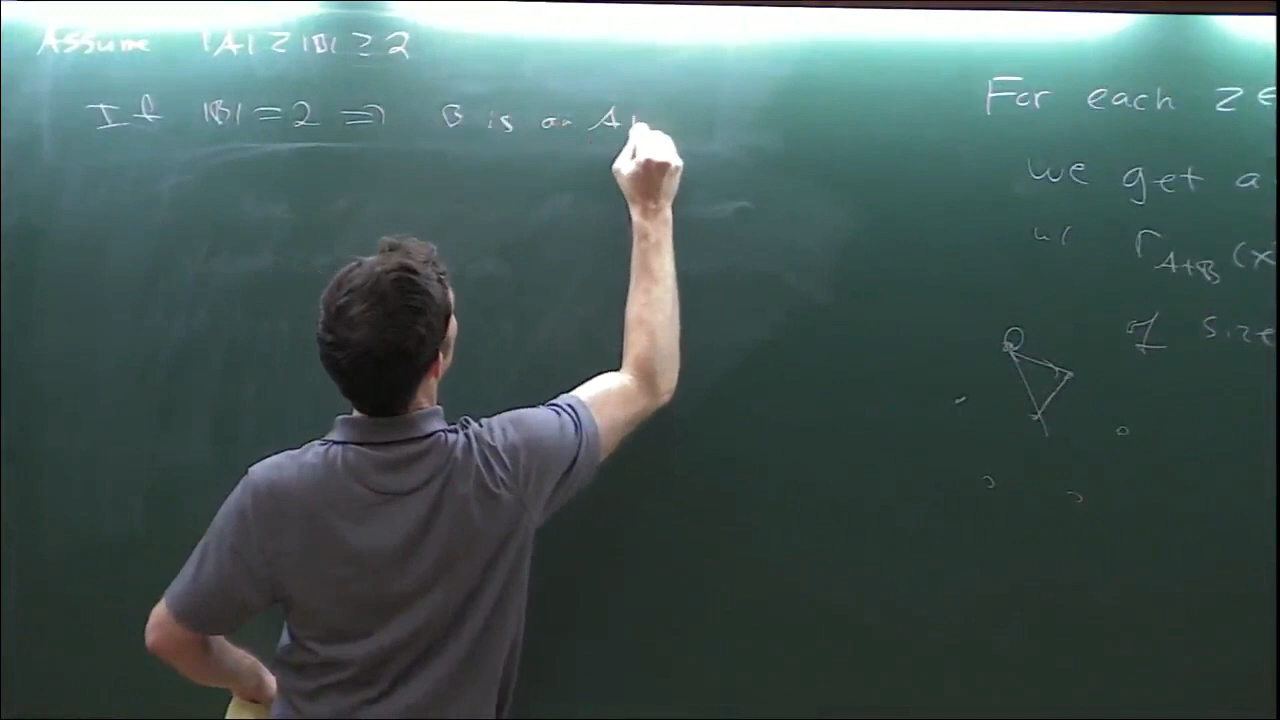 Assume |A| ≥ |B| ≥ 2
If |B| = 2 ⇒ B is an A
For each z ∈
we get a
w/ r_{A+B}(x
of size